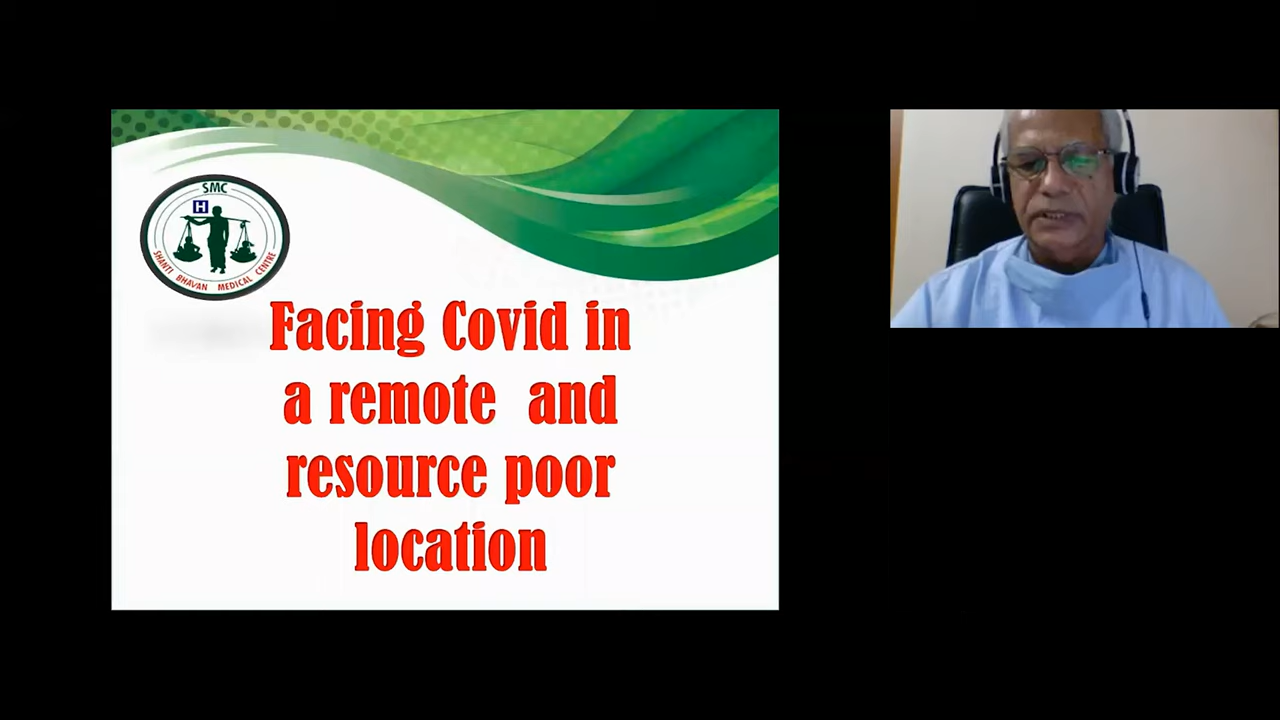 SMC
H
SHANTI BHAVAN MEDICAL CENTRE
Facing Covid in
a remote and
resource poor
location